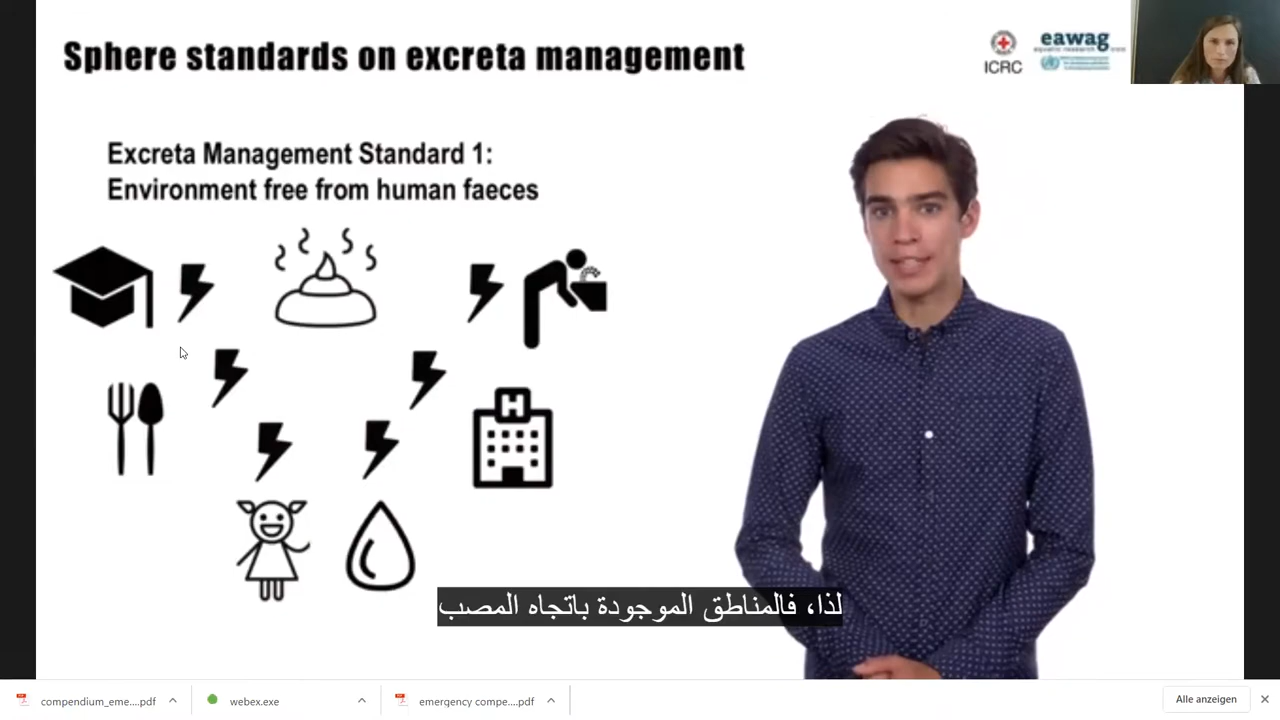 Sphere standards on excreta management
ICRC
eawag
Excreta Management Standard 1:
Environment free from human faeces
H
لذا، فالمناطق الموجودة باتجاه المصب
compendium_eme....pdf
webex.exe
emergency compe....pdf
Alle anzeigen